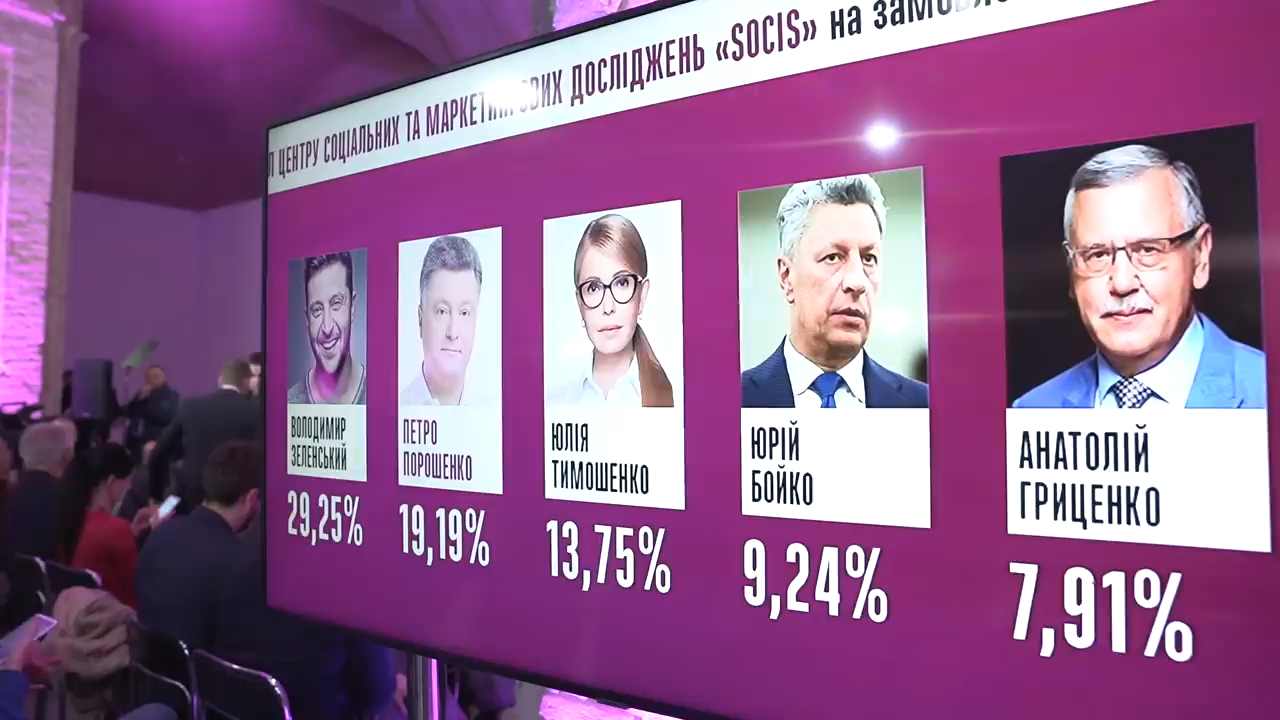 ЦЕНТРУ СОЦІАЛЬНИХ ТА МАРКЕТИНГОВИХ ДОСЛІДЖЕНЬ «SOCIS» на
ВОЛОДИМИР
ЗЕЛЕНСЬКИЙ
29,25%
ПЕТРО
ПОРОШЕНКО
19,19%
ЮЛІЯ
ТИМОШЕНКО
13,75%
ЮРІЙ
БОЙКО
9,24%
АНАТОЛІЙ
ГРИЦЕНКО
7,91%